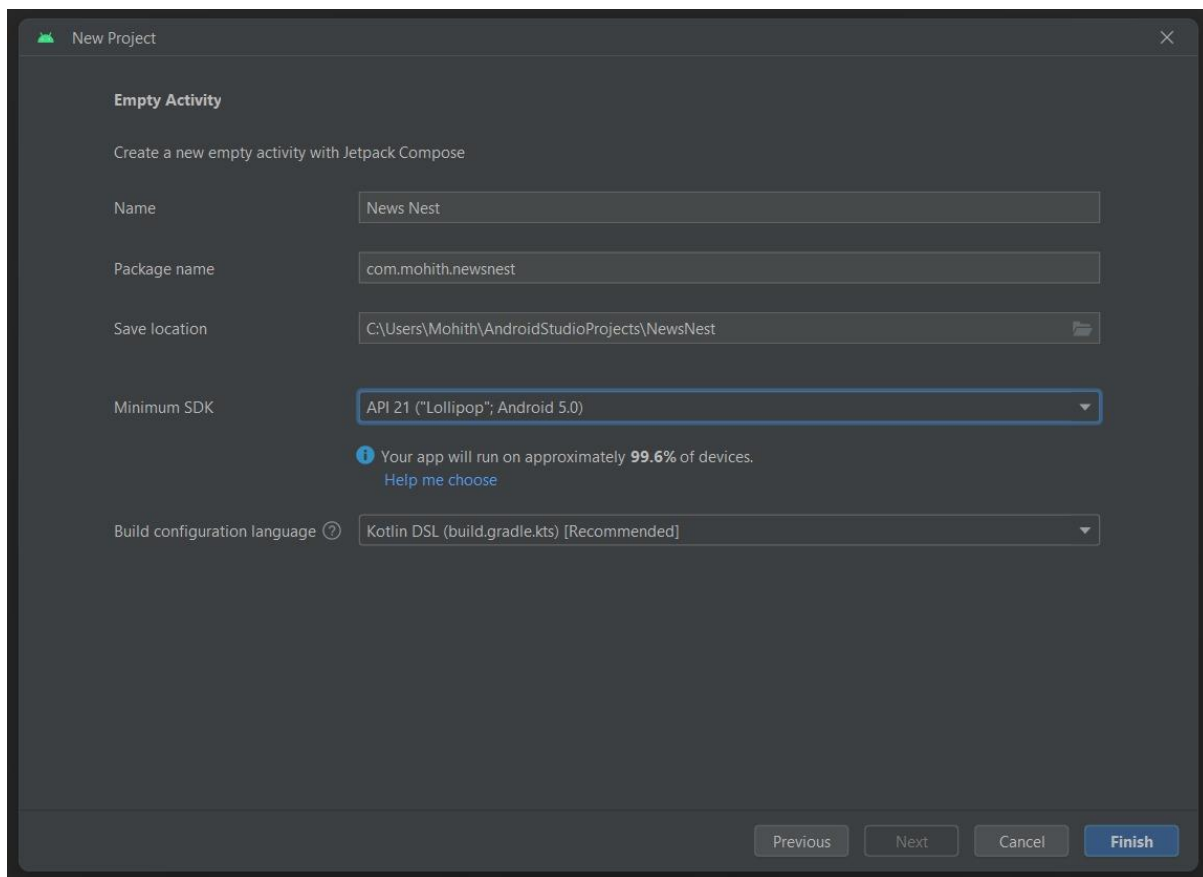 New Project
Empty Activity
Create a new empty activity with Jetpack Compose
Name
News Nest
Package name
com.mohith.newsnest
Save location
C:\Users\Mohith\AndroidStudioProjects\NewsNest
Minimum SDK
API 21 ("Lollipop"; Android 5.0)
Your app will run on approximately 99.6% of devices.
Help me choose
Build configuration language
Kotlin DSL (build.gradle.kts) [Recommended]
Previous
Next
Cancel
Finish